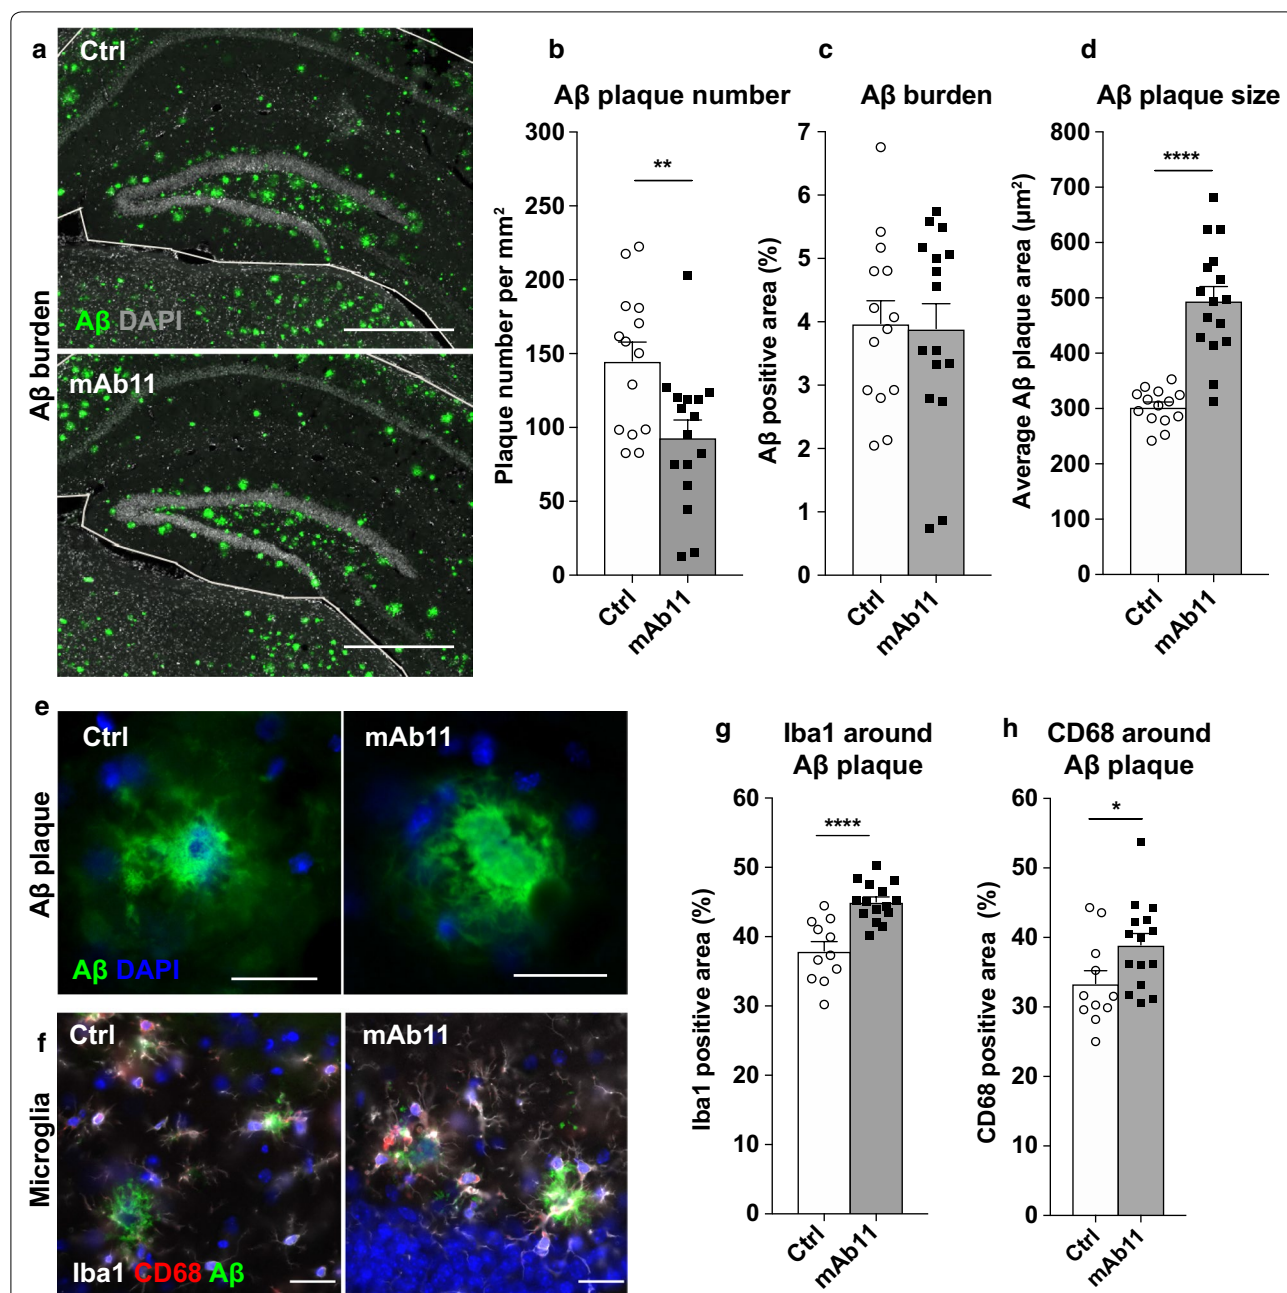 a
Ctrl
Aβ DAPI
mAb11
Aβ burden
b
Aβ plaque number
Plaque number per mm²
300
250
200
150
100
50
0
**
Ctrl
mAb11
c
Aβ burden
Aβ positive area (%)
7
6
5
4
3
2
1
0
Ctrl
mAb11
d
Aβ plaque size
Average Aβ plaque area (µm²)
800
700
600
500
400
300
200
100
0
****
Ctrl
mAb11
e
Aβ plaque
Ctrl
mAb11
Aβ DAPI
f
Microglia
Ctrl
mAb11
Iba1 CD68 Aβ
g
Iba1 around
Aβ plaque
Iba1 positive area (%)
60
50
40
30
20
10
0
****
Ctrl
mAb11
h
CD68 around
Aβ plaque
CD68 positive area (%)
60
50
40
30
20
10
0
*
Ctrl
mAb11